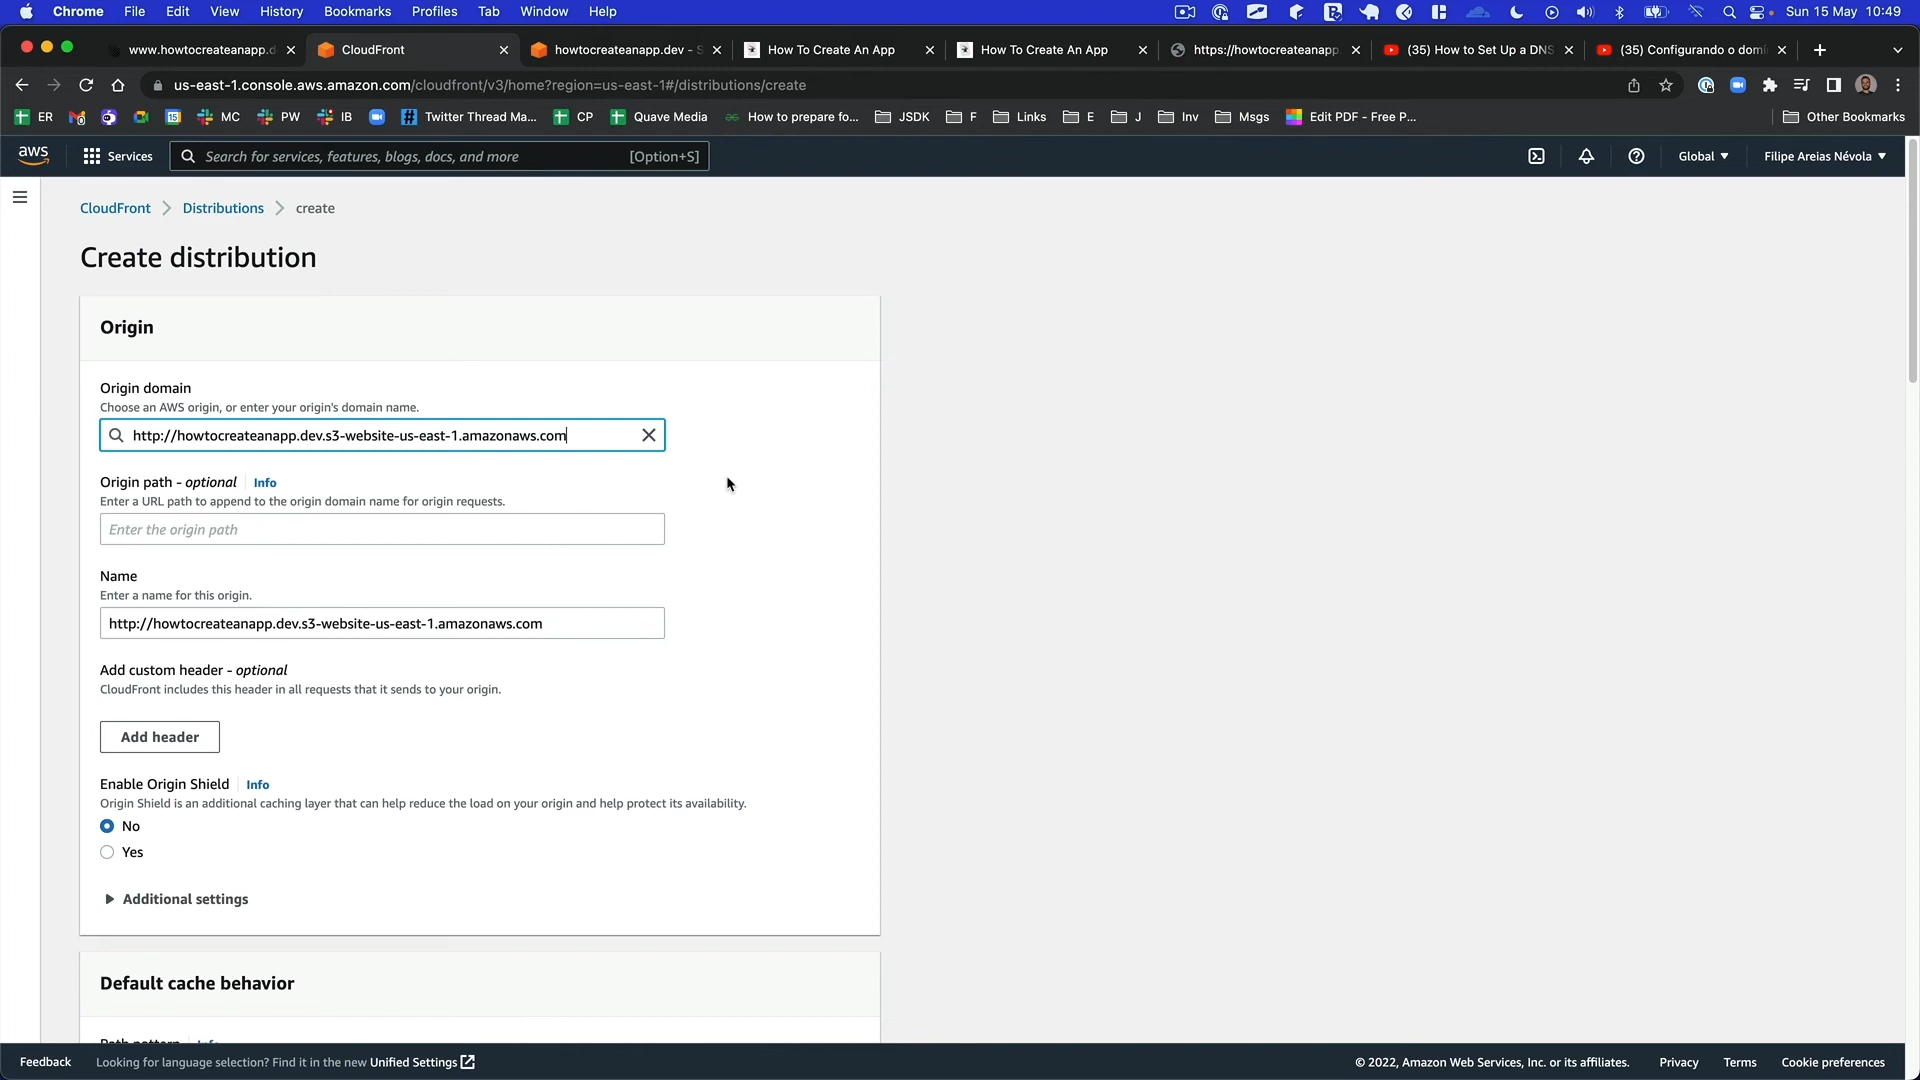 Chrome File Edit View History Bookmarks Profiles Tab Window Help Sun 15 May 10:49
www.howtocreateanapp.d CloudFront howtocreateanapp.dev - S How To Create An App How To Create An App https://howtocreateanapp. (35) How to Set Up a DNS (35) Configurando o domí
us-east-1.console.aws.amazon.com/cloudfront/v3/home?region=us-east-1#/distributions/create
ER 15 MC PW IB Twitter Thread Ma... CP Quave Media How to prepare fo... JSDK F Links E J Inv Msgs Edit PDF - Free P... Other Bookmarks
aws Services Search for services, features, blogs, docs, and more [Option+S] Global Filipe Areias Névola
CloudFront Distributions create
Create distribution
Origin
Origin domain
Choose an AWS origin, or enter your origin's domain name.
http://howtocreateanapp.dev.s3-website-us-east-1.amazonaws.com
Origin path - optional Info
Enter a URL path to append to the origin domain name for origin requests.
Enter the origin path
Name
Enter a name for this origin.
http://howtocreateanapp.dev.s3-website-us-east-1.amazonaws.com
Add custom header - optional
CloudFront includes this header in all requests that it sends to your origin.
Add header
Enable Origin Shield Info
Origin Shield is an additional caching layer that can help reduce the load on your origin and help protect its availability.
No
Yes
Additional settings
Default cache behavior
Path pattern Info
Feedback Looking for language selection? Find it in the new Unified Settings © 2022, Amazon Web Services, Inc. or its affiliates. Privacy Terms Cookie preferences